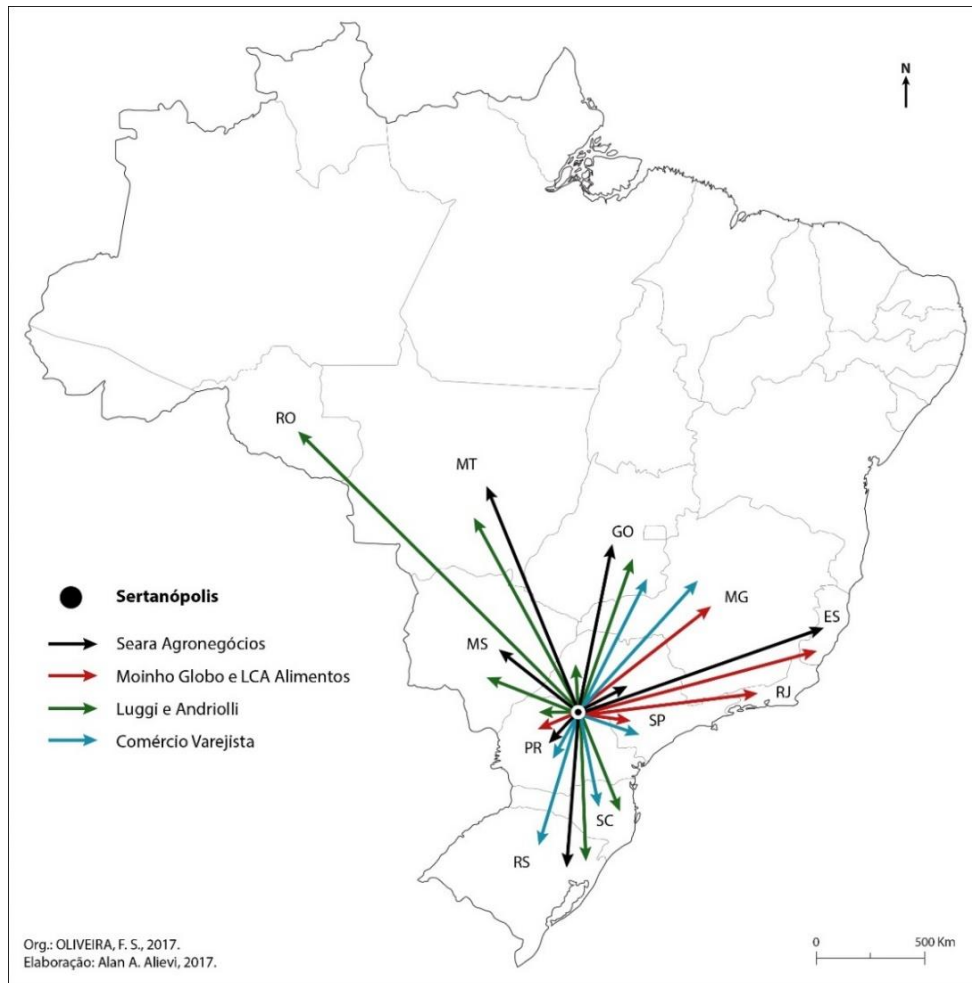 N
RO
MT
GO
MG
ES
MS
RJ
SP
PR
SC
RS
Sertanópolis
Seara Agronegócios
Moinho Globo e LCA Alimentos
Luggi e Andriolli
Comércio Varejista
Org.: OLIVEIRA, F. S., 2017.
Elaboração: Alan A. Alievi, 2017.
0 500 Km